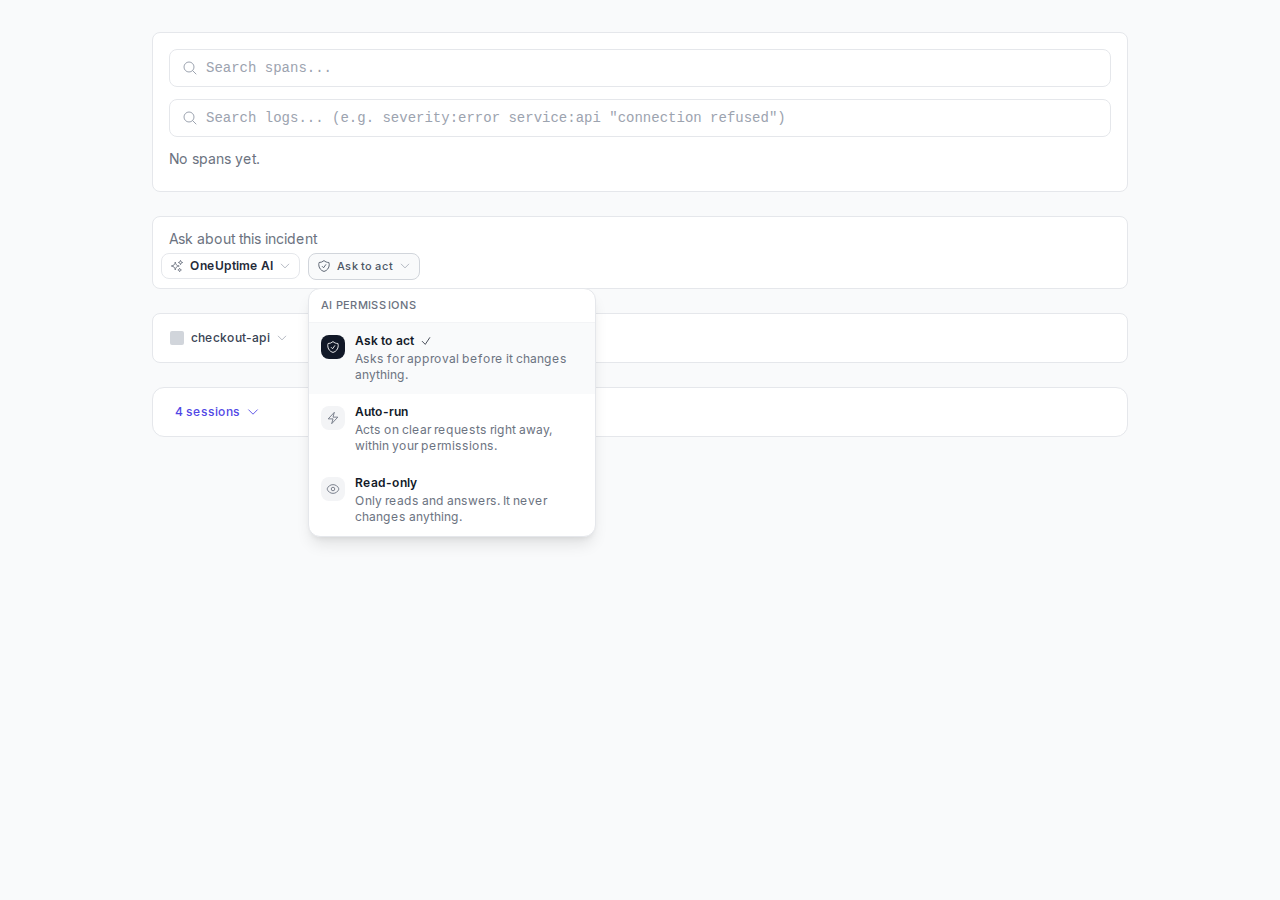 Search spans...
Search logs... (e.g. severity:error service:api "connection refused")
No spans yet.
Ask about this incident
OneUptime AI
Ask to act
AI PERMISSIONS
Ask to act
Asks for approval before it changes
anything.
Auto-run
Acts on clear requests right away,
within your permissions.
Read-only
Only reads and answers. It never
changes anything.
checkout-api
4 sessions